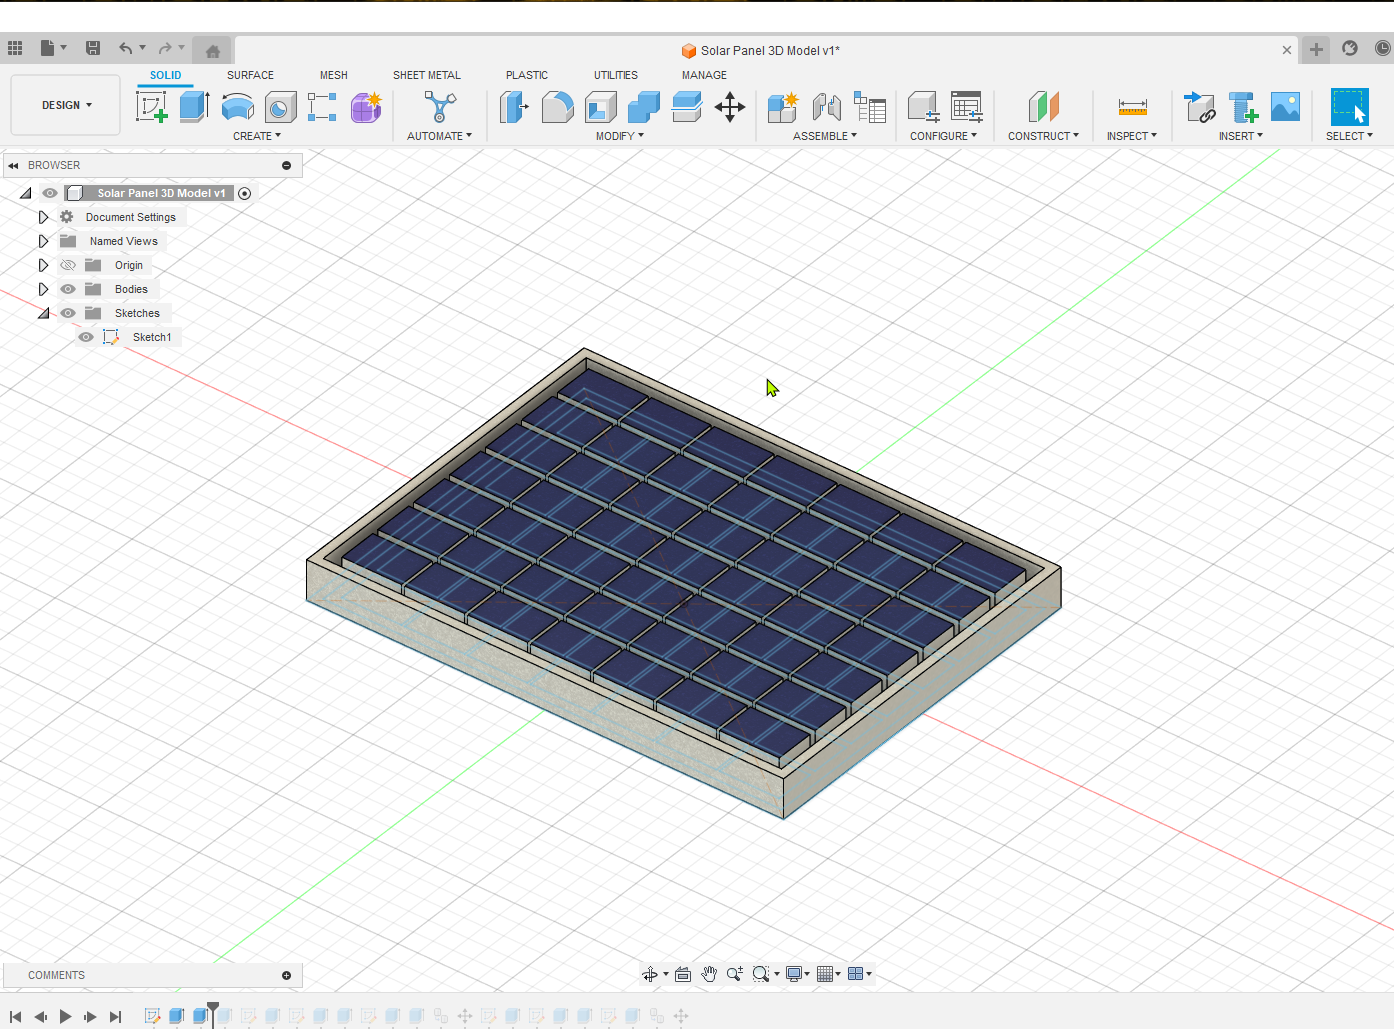 Solar Panel 3D Model v1*
SOLID SURFACE MESH SHEET METAL PLASTIC UTILITIES MANAGE
DESIGN
CREATE AUTOMATE MODIFY ASSEMBLE CONFIGURE CONSTRUCT INSPECT INSERT SELECT
BROWSER
Solar Panel 3D Model v1
Document Settings
Named Views
Origin
Bodies
Sketches
Sketch1
COMMENTS